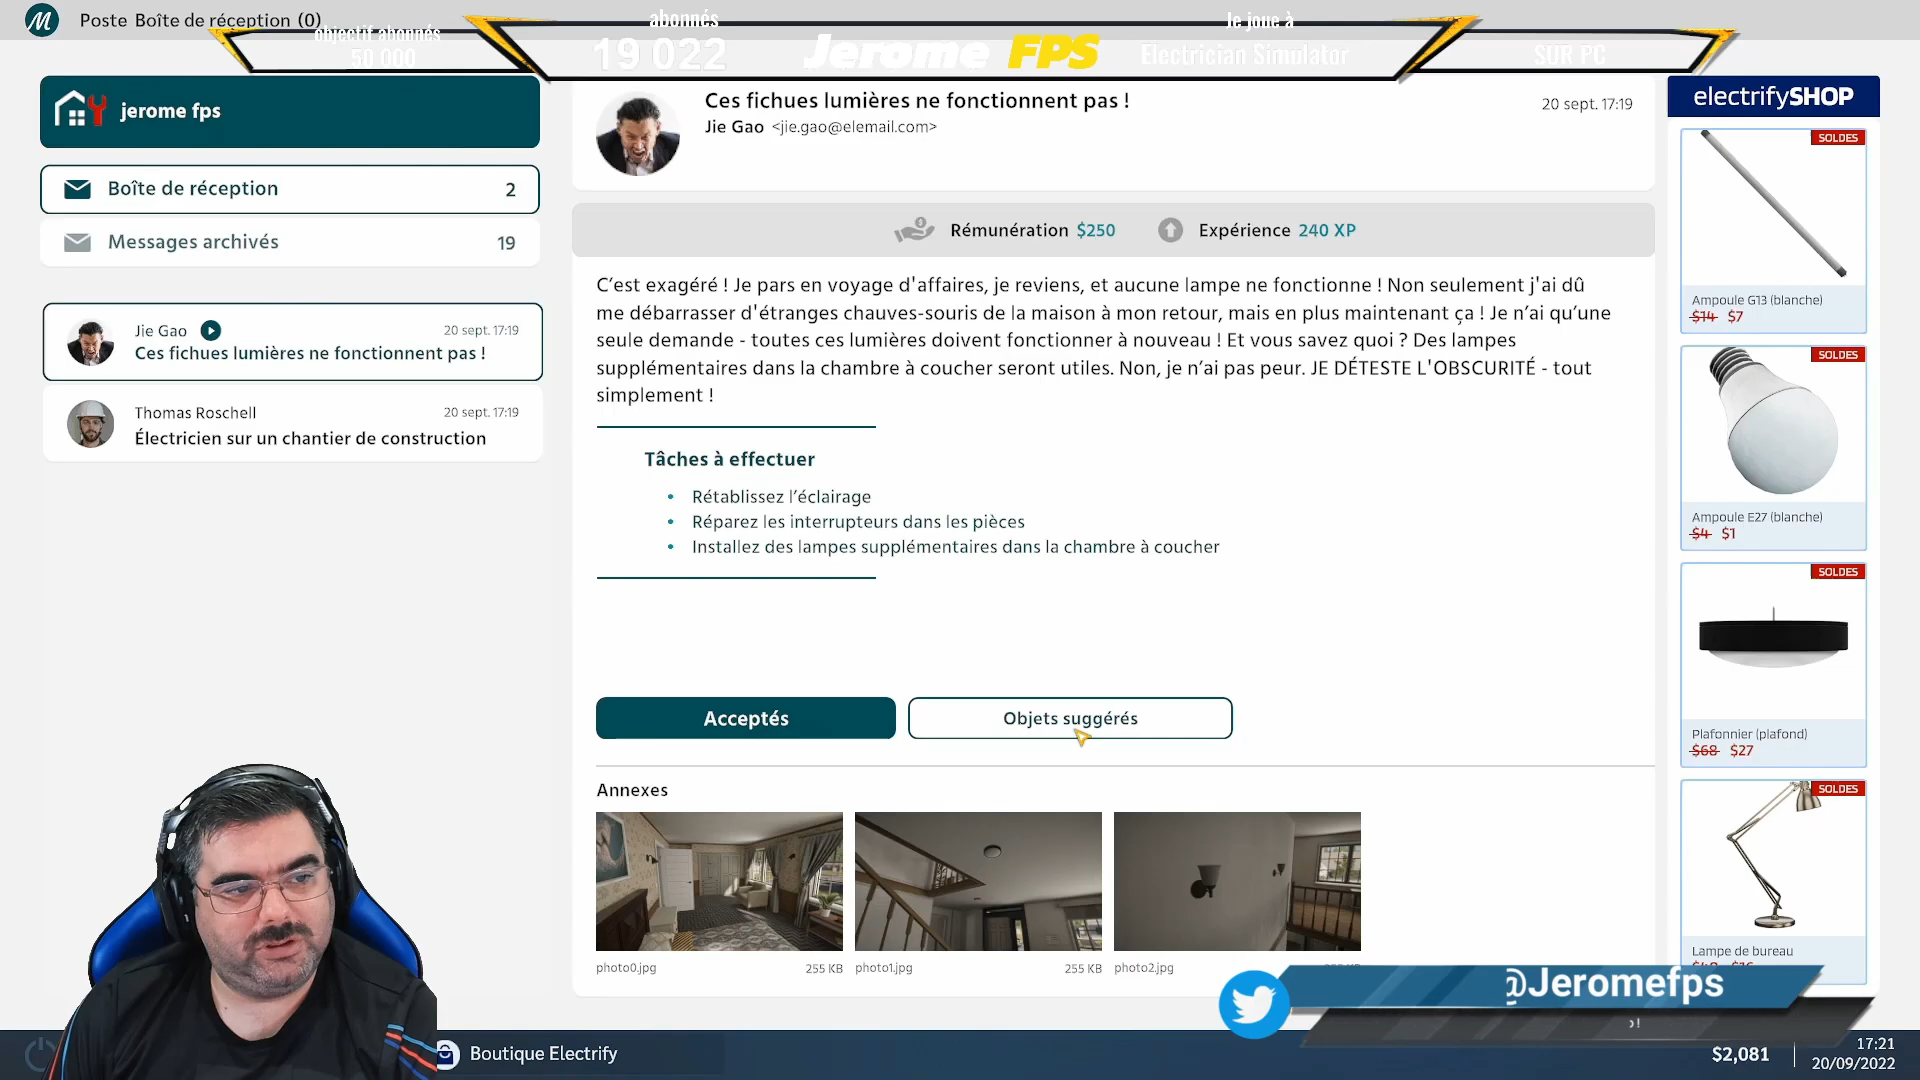 Poste Boîte de réception (0)
objectif abonnés
50 000
abonnés
19 022
Jerome FPS
Je joue à
Electrician Simulator
SUR PC
jerome fps
Boîte de réception 2
Messages archivés 19
Jie Gao 20 sept. 17:19
Ces fichues lumières ne fonctionnent pas !
Thomas Roschell 20 sept. 17:19
Électricien sur un chantier de construction
Ces fichues lumières ne fonctionnent pas !
20 sept. 17:19
Jie Gao <jie.gao@elemail.com>
Rémunération $250 Expérience 240 XP
C'est exagéré ! Je pars en voyage d'affaires, je reviens, et aucune lampe ne fonctionne ! Non seulement j'ai dû
me débarrasser d'étranges chauves-souris de la maison à mon retour, mais en plus maintenant ça ! Je n'ai qu'une
seule demande - toutes ces lumières doivent fonctionner à nouveau ! Et vous savez quoi ? Des lampes
supplémentaires dans la chambre à coucher seront utiles. Non, je n'ai pas peur. JE DÉTESTE L'OBSCURITÉ - tout
simplement !
Tâches à effectuer
• Rétablissez l'éclairage
• Réparez les interrupteurs dans les pièces
• Installez des lampes supplémentaires dans la chambre à coucher
Acceptés
Objets suggérés
Annexes
photo0.jpg 255 KB
photo1.jpg 255 KB
photo2.jpg
electrifySHOP
SOLDES
Ampoule G13 (blanche)
$14 $7
SOLDES
Ampoule E27 (blanche)
$4 $1
SOLDES
Plafonnier (plafond)
$68 $27
SOLDES
Lampe de bureau
@Jeromefps
Boutique Electrify
$2,081
17:21
20/09/2022